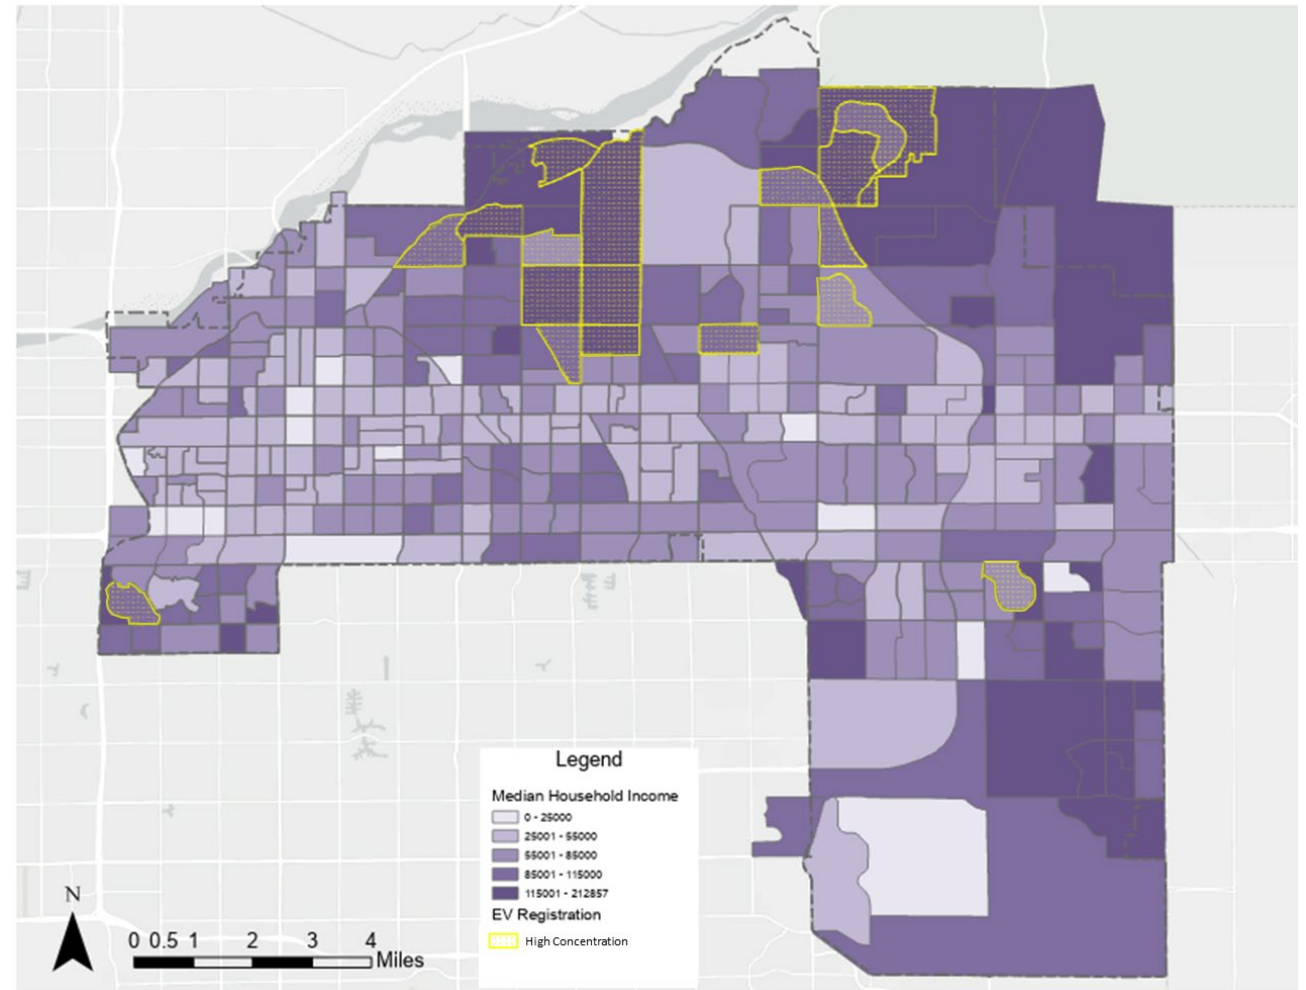 Legend
Median Household Income
0 - 25000
25001 - 55000
55001 - 85000
85001 - 115000
115001 - 212857
EV Registration
High Concentration
N
0 0.5 1 2 3 4
Miles